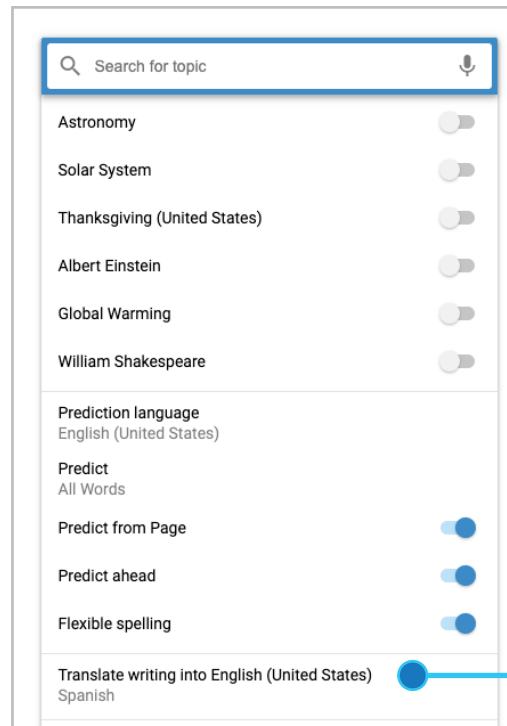 Search for topic
Astronomy
Solar System
Thanksgiving (United States)
Albert Einstein
Global Warming
William Shakespeare
Prediction language
English (United States)
Predict
All Words
Predict from Page
Predict ahead
Flexible spelling
Translate writing into English (United States)
Spanish